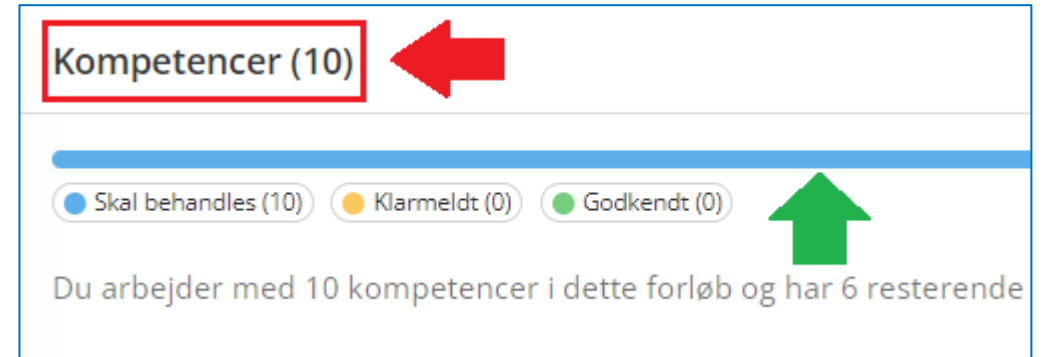 Kompetencer (10)
Skal behandles (10) Klarmeldt (0) Godkendt (0)
Du arbejder med 10 kompetencer i dette forløb og har 6 resterende